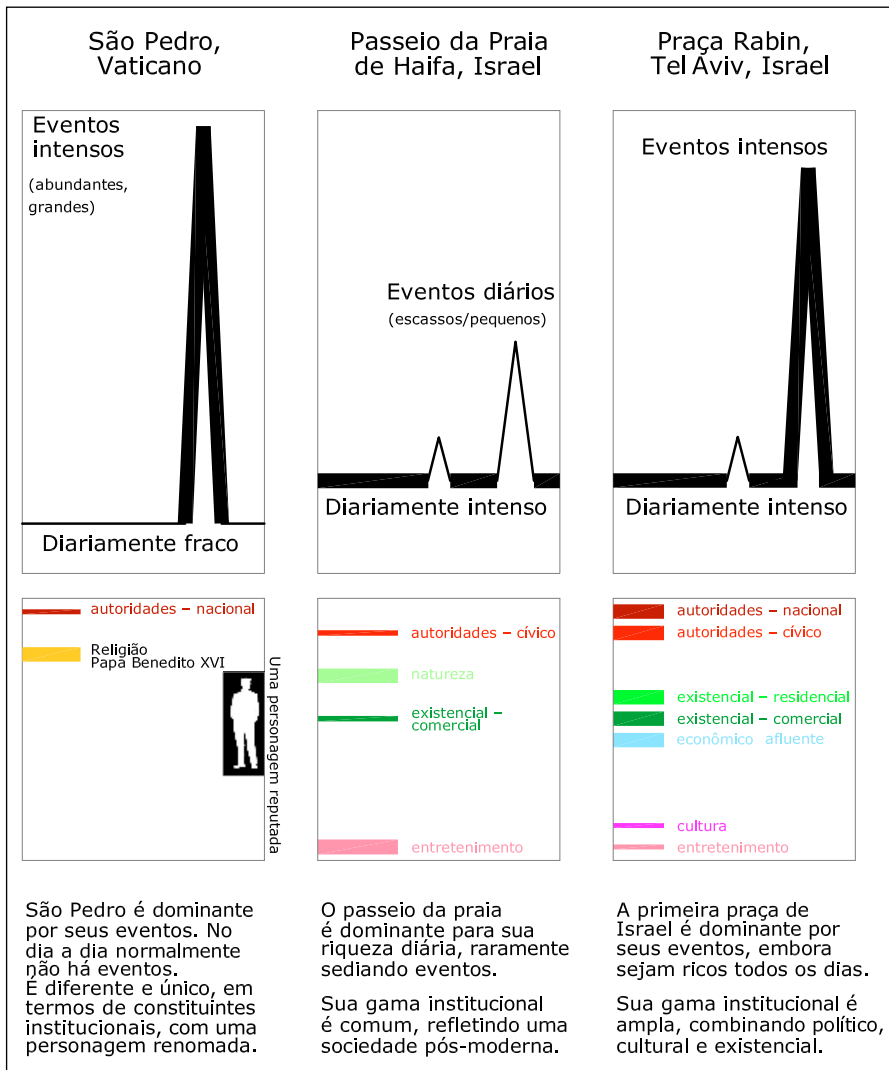 São Pedro,
Vaticano
Eventos
intensos
(abundantes,
grandes)
Diariamente fraco
autoridades – nacional
Religião
Papa Benedito XVI
Uma personagem reputada
São Pedro é dominante
por seus eventos. No
dia a dia normalmente
não há eventos.
É diferente e único, em
termos de constituintes
institucionais, com uma
personagem renomada.
Passeio da Praia
de Haifa, Israel
Eventos diários
(escassos/pequenos)
Diariamente intenso
autoridades – cívico
natureza
existencial –
comercial
entretenimento
O passeio da praia
é dominante para sua
riqueza diária, raramente
sediando eventos.
Sua gama institucional
é comum, refletindo uma
sociedade pós-moderna.
Praça Rabin,
Tel Aviv, Israel
Eventos intensos
Diariamente intenso
autoridades – nacional
autoridades – cívico
existencial – residencial
existencial – comercial
econômico afluente
cultura
entretenimento
A primeira praça de
Israel é dominante por
seus eventos, embora
sejam ricos todos os dias.
Sua gama institucional é
ampla, combinando político,
cultural e existencial.